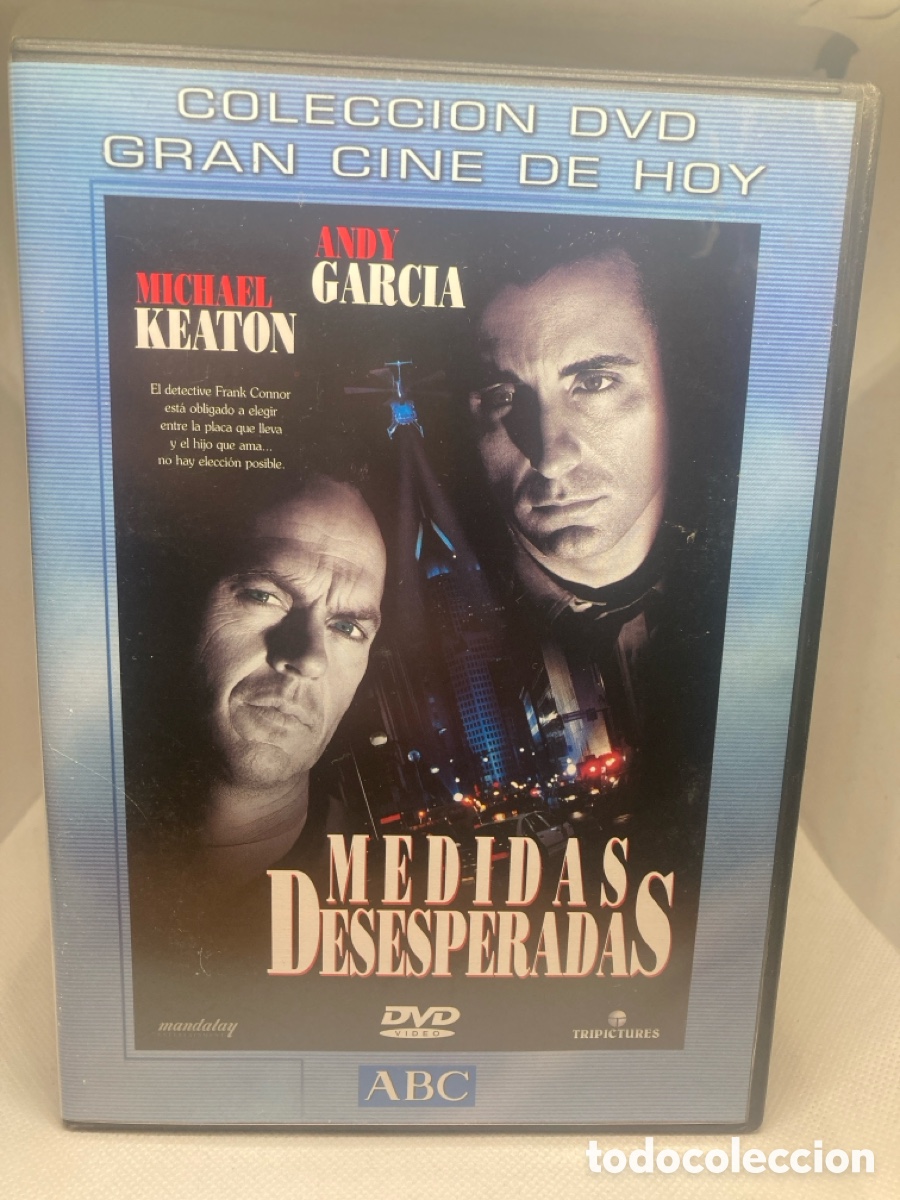 COLECCION DVD
GRAN CINE DE HOY
MICHAEL
KEATON
ANDY
GARCIA
El detective Frank Connor
está obligado a elegir
entre la placa que lleva
y el hijo que ama...
no hay elección posible.
MEDIDAS
DESESPERADAS
mandalay
DVD
VIDEO
TRIPICTURES
ABC
todocoleccion